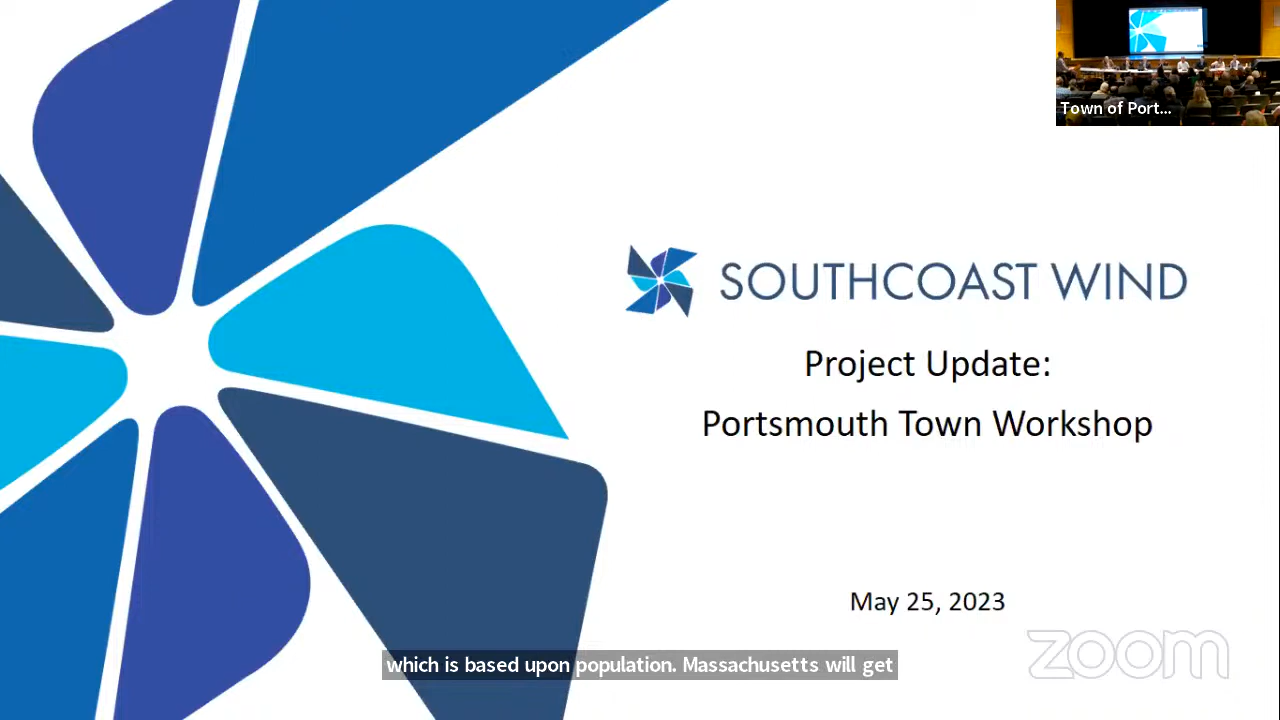 Town of Port...
SOUTHCOAST WIND
Project Update:
Portsmouth Town Workshop
May 25, 2023
zoom
which is based upon population. Massachusetts will get